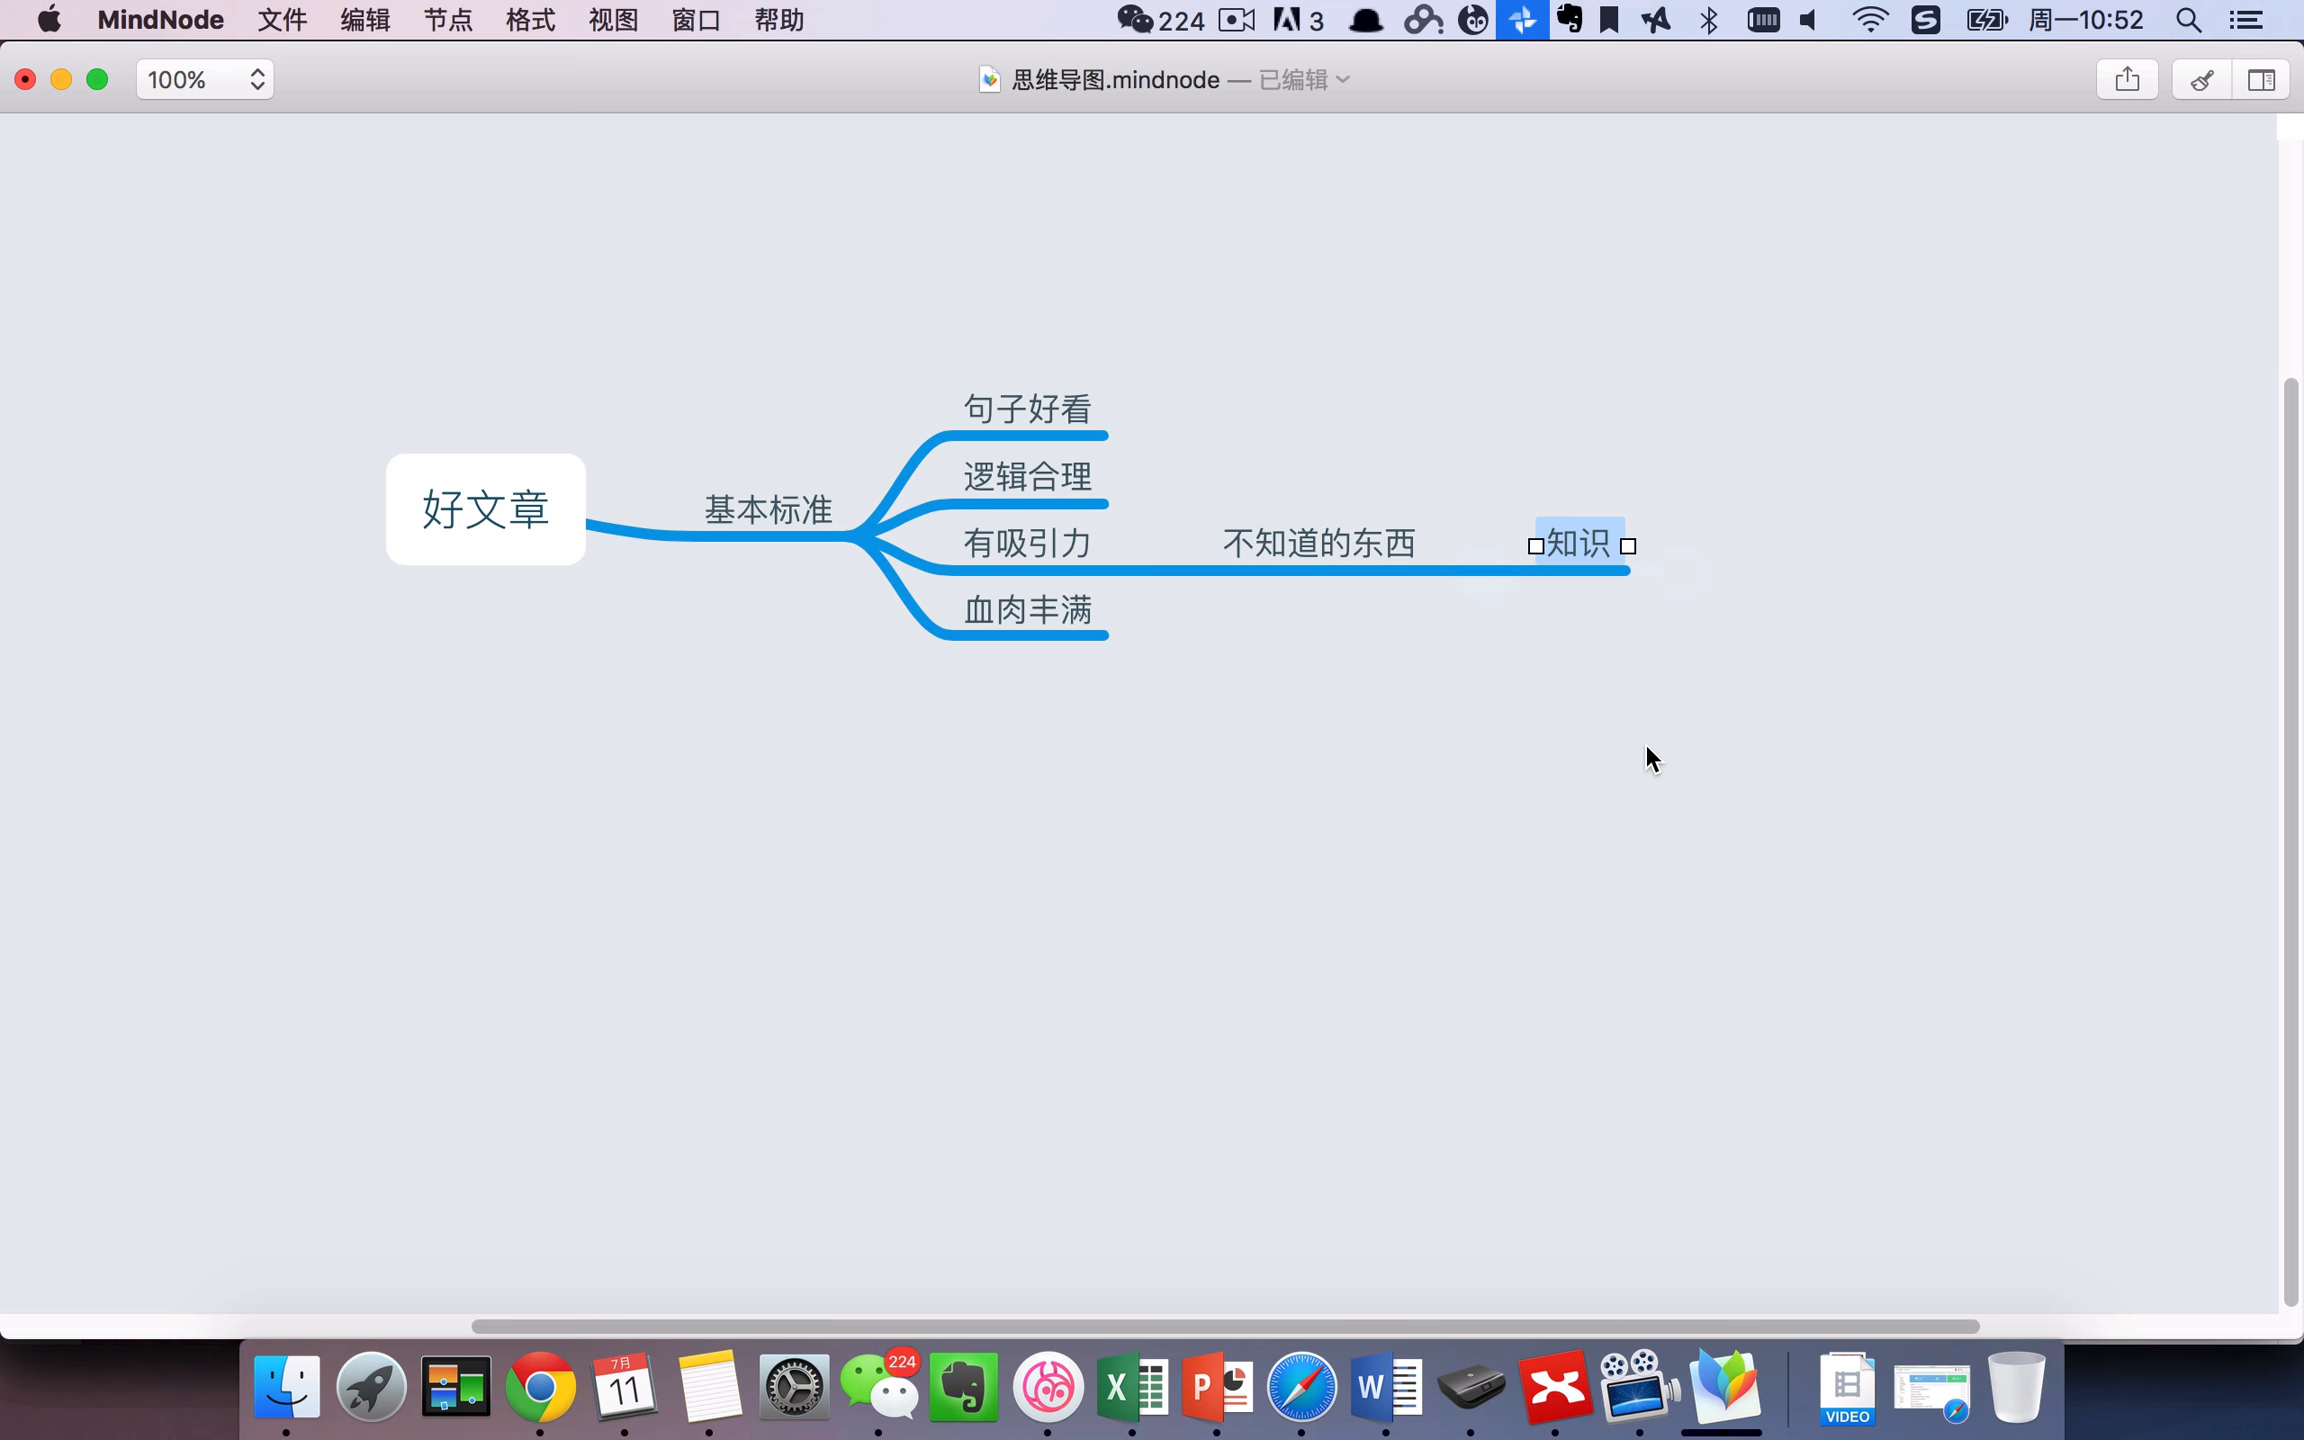 MindNode 文件 编辑 节点 格式 视图 窗口 帮助 224 3 周一10:52
100% 思维导图.mindnode — 已编辑
句子好看
逻辑合理
好文章 基本标准
有吸引力 不知道的东西 知识
血肉丰满
7月
11
224
X
P
W
VIDEO